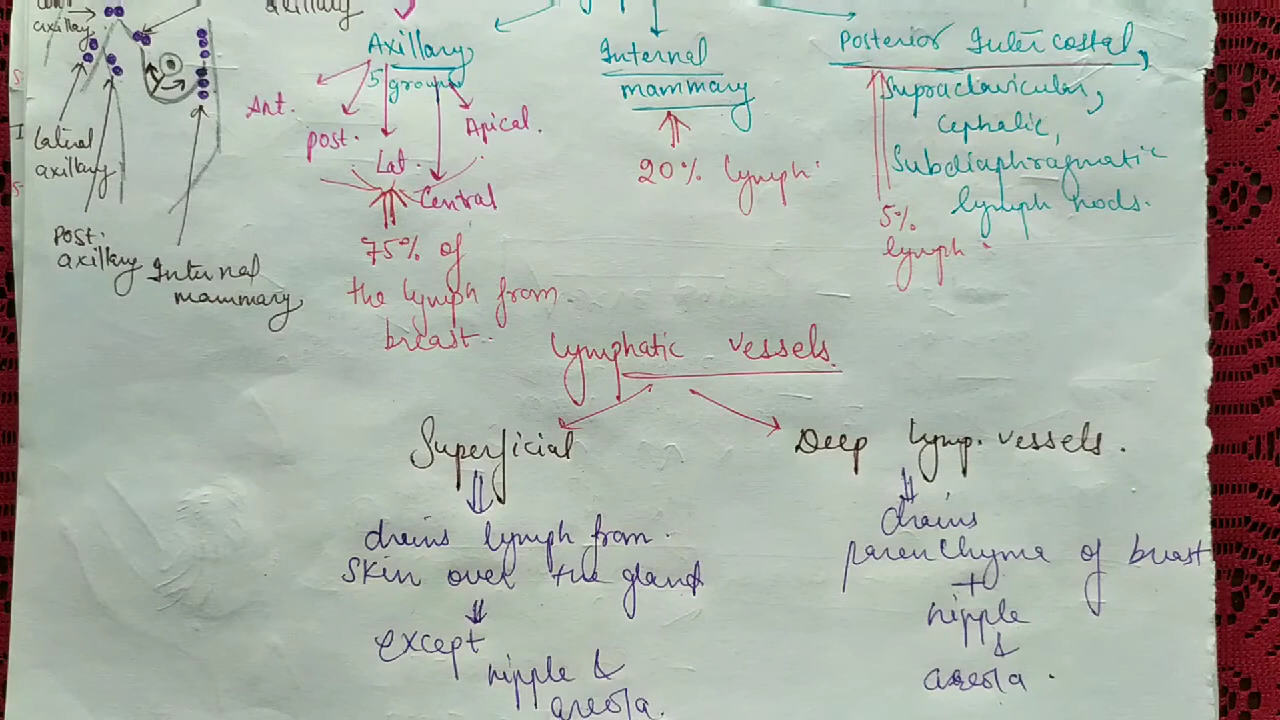 axillary
axillary
Axillary
5 groups
Ant.
post.
Lat.
Central
Apical.
75% of
the lymph from
breast.
Internal
mammary
20% lymph.
Posterior Intercostal,
Supraclavicular,
Cephalic,
Subdiaphragmatic
lymph nods.
5%
lymph.
Lateral
axillary
Post.
axillary
Internal
mammary
Lymphatic vessels.
Superficial
drains lymph from.
skin over the gland
except
nipple &
areola.
Deep lymp. vessels.
drains
parenchyma of breast
+
nipple
&
areola.